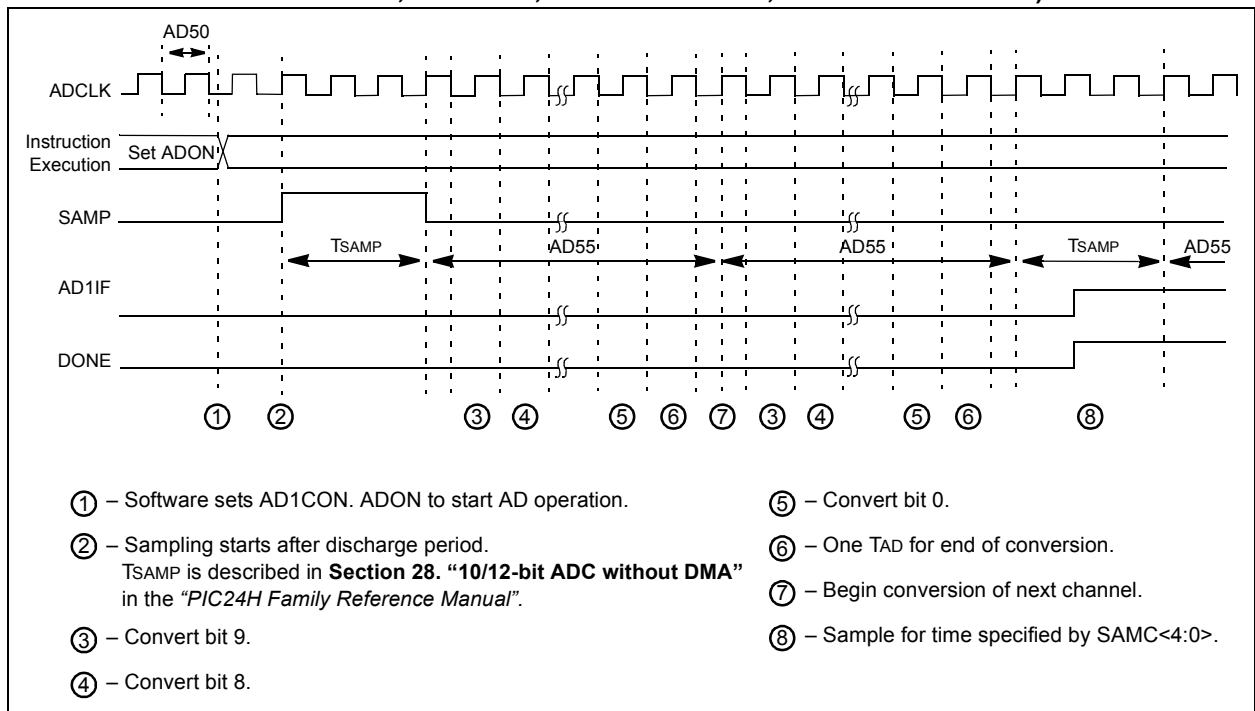 AD50
ADCLK
Instruction
Execution
Set ADON
SAMP
TSAMP
AD55
AD55
TSAMP
AD55
AD1IF
DONE
1 2 3 4 5 6 7 3 4 5 6 8
1 – Software sets AD1CON. ADON to start AD operation.
2 – Sampling starts after discharge period.
TSAMP is described in Section 28. “10/12-bit ADC without DMA”
in the “PIC24H Family Reference Manual”.
3 – Convert bit 9.
4 – Convert bit 8.
5 – Convert bit 0.
6 – One TAD for end of conversion.
7 – Begin conversion of next channel.
8 – Sample for time specified by SAMC<4:0>.